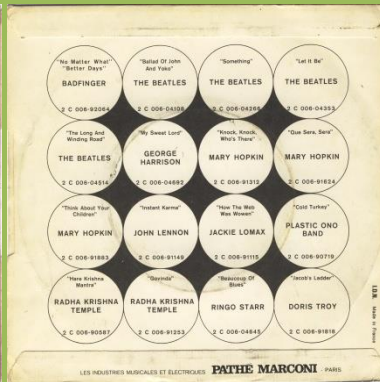 "No Matter What"
"Better Days"
BADFINGER
2 C 006-92064
"Ballad Of John
And Yoko"
THE BEATLES
2 C 006-04108
"Something"
THE BEATLES
2 C 006-04266
"Let It Be"
THE BEATLES
2 C 006-04353
"The Long And
Winding Road"
THE BEATLES
2 C 006-04514
"My Sweet Lord"
GEORGE
HARRISON
2 C 006-04692
"Knock, Knock,
Who's There"
MARY HOPKIN
2 C 006-91312
"Que Sera, Sera"
MARY HOPKIN
2 C 006-91624
"Think About Your
Children"
MARY HOPKIN
2 C 006-91883
"Instant Karma"
JOHN LENNON
2 C 006-91149
"How The Web
Was Woven"
JACKIE LOMAX
2 C 006-91115
"Cold Turkey"
PLASTIC ONO
BAND
2 C 006-90719
"Hare Krishna
Mantra"
RADHA KRISHNA
TEMPLE
2 C 006-90587
"Govinda"
RADHA KRISHNA
TEMPLE
2 C 006-91253
"Beaucoup Of
Blues"
RINGO STARR
2 C 006-04645
"Jacob's Ladder"
DORIS TROY
2 C 006-91818
I.D.N. Made in France
LES INDUSTRIES MUSICALES ET ÉLECTRIQUES PATHÉ MARCONI - PARIS